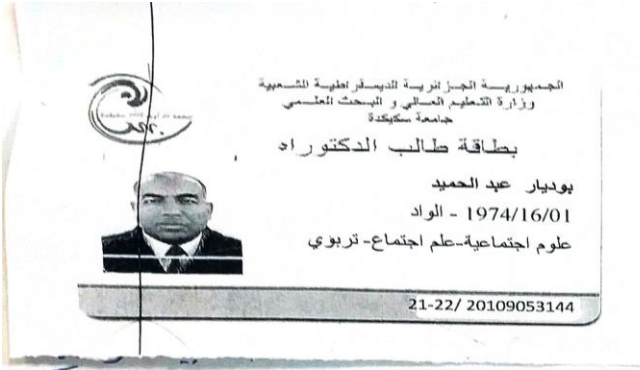 الجمهورية الجزائرية الديمقراطية الشعبية
وزارة التعليم العالي و البحث العلمي
جامعة سكيكدة
بطاقة طالب الدكتوراه
بوديار عبد الحميد
1974/16/01 - الواد
علوم اجتماعية-علم اجتماع- تربوي
21-22/ 20109053144